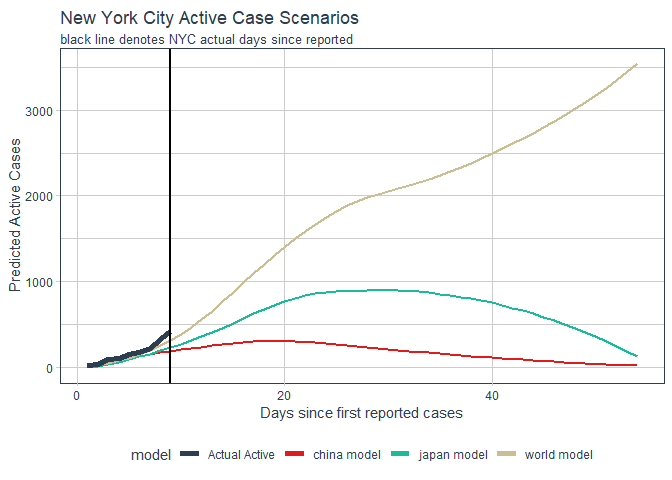 New York City Active Case Scenarios
black line denotes NYC actual days since reported
Predicted Active Cases
3000
2000
1000
0
0 20 40
Days since first reported cases
model Actual Active china model japan model world model